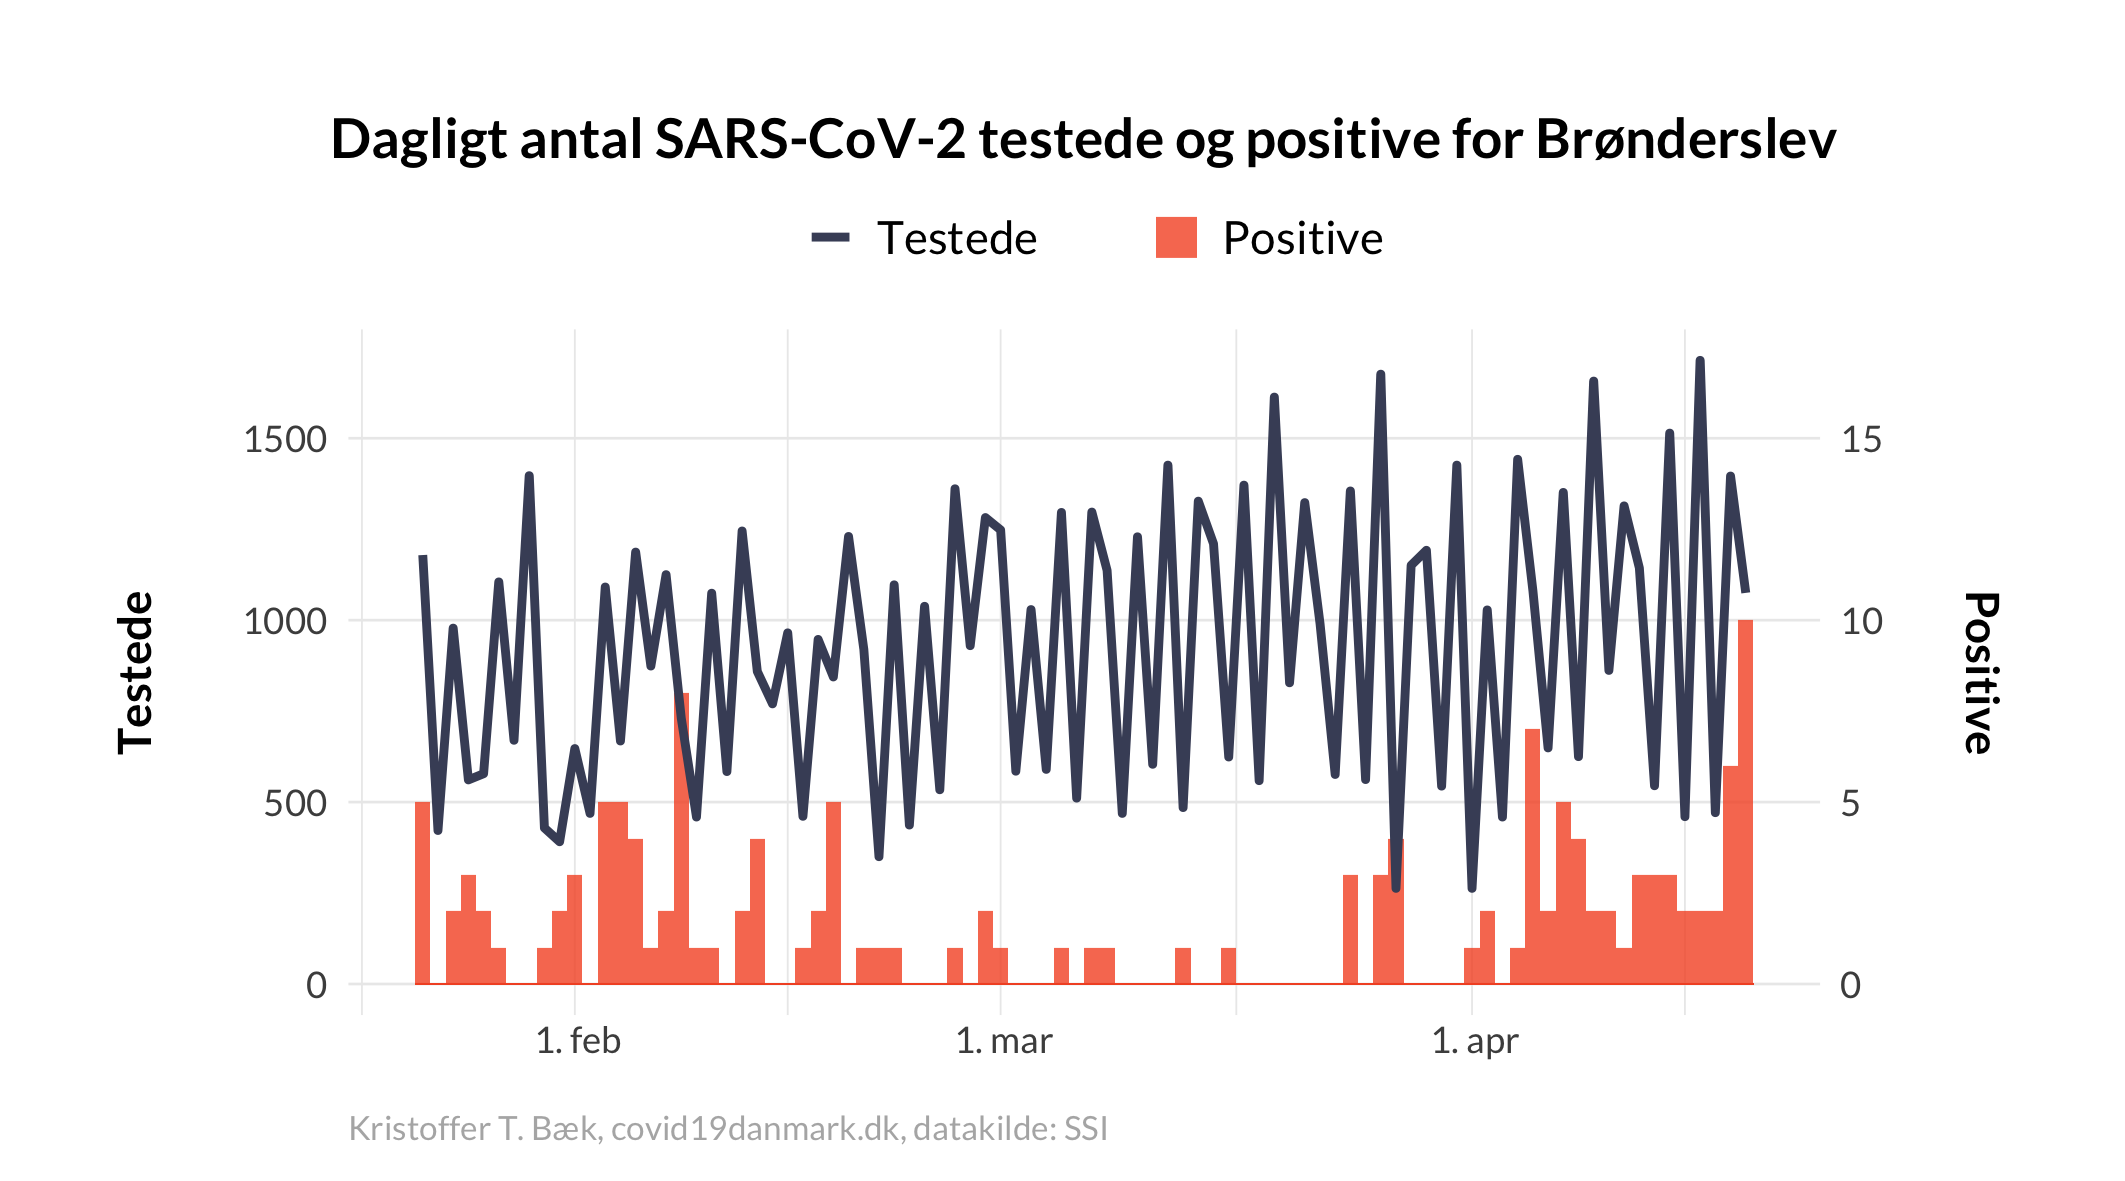 Dagligt antal SARS-CoV-2 testede og positive for Brønderslev
Testede
Positive
1500
1000
500
0
15
10
5
0
Testede
Positive
1. feb
1. mar
1. apr
Kristoffer T. Bæk, covid19danmark.dk, datakilde: SSI